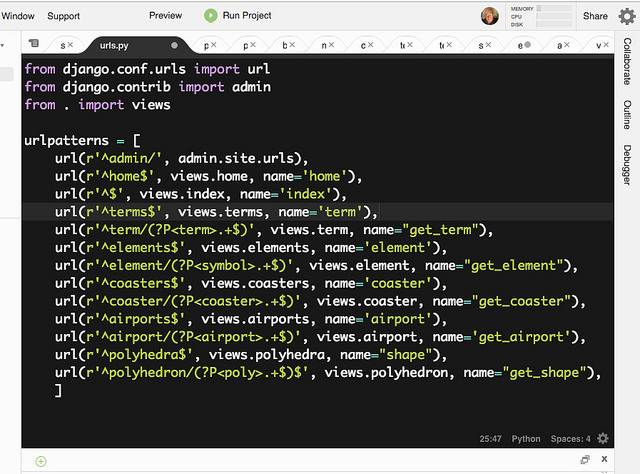 Window Support Preview Run Project MEMORY Share
CPU
DISK
s x urls.py p x p x b x n x c x x x s x e a x v x
from django.conf.urls import url
from django.contrib import admin
from . import views
urlpatterns = [
url(r'^admin/', admin.site.urls),
url(r'^home$', views.home, name='home'),
url(r'^$', views.index, name='index'),
url(r'^terms$', views.terms, name='term'),
url(r'^term/(?P<term>.+$)', views.term, name="get_term"),
url(r'^elements$', views.elements, name='element'),
url(r'^element/(?P<symbol>.+$)', views.element, name="get_element"),
url(r'^coasters$', views.coasters, name='coaster'),
url(r'^coaster/(?P<coaster>.+$)', views.coaster, name="get_coaster"),
url(r'^airports$', views.airports, name='airport'),
url(r'^airport/(?P<airport>.+$)', views.airport, name='get_airport'),
url(r'^polyhedra$', views.polyhedra, name="shape"),
url(r'^polyhedron/(?P<poly>.+$)$', views.polyhedron, name="get_shape"),
]
25:47 Python Spaces: 4
Collaborate
Outline
Debugger